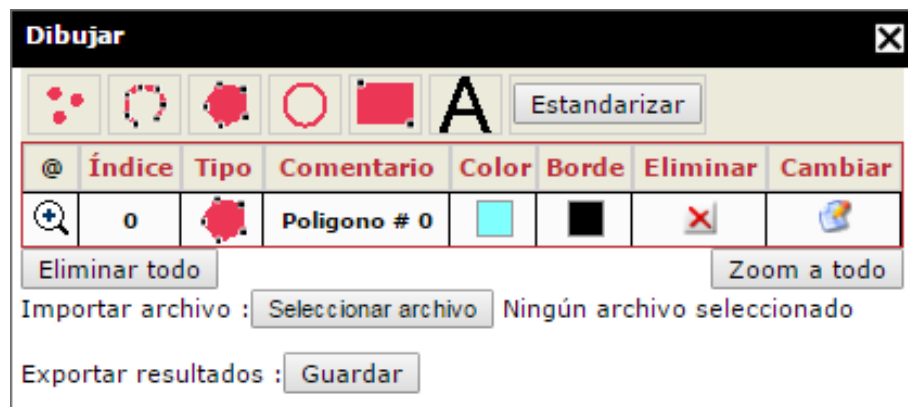 Dibujar
A Estandarizar
@ Índice Tipo Comentario Color Borde Eliminar Cambiar
0 Poligono # 0
Eliminar todo Zoom a todo
Importar archivo : Seleccionar archivo Ningún archivo seleccionado
Exportar resultados : Guardar